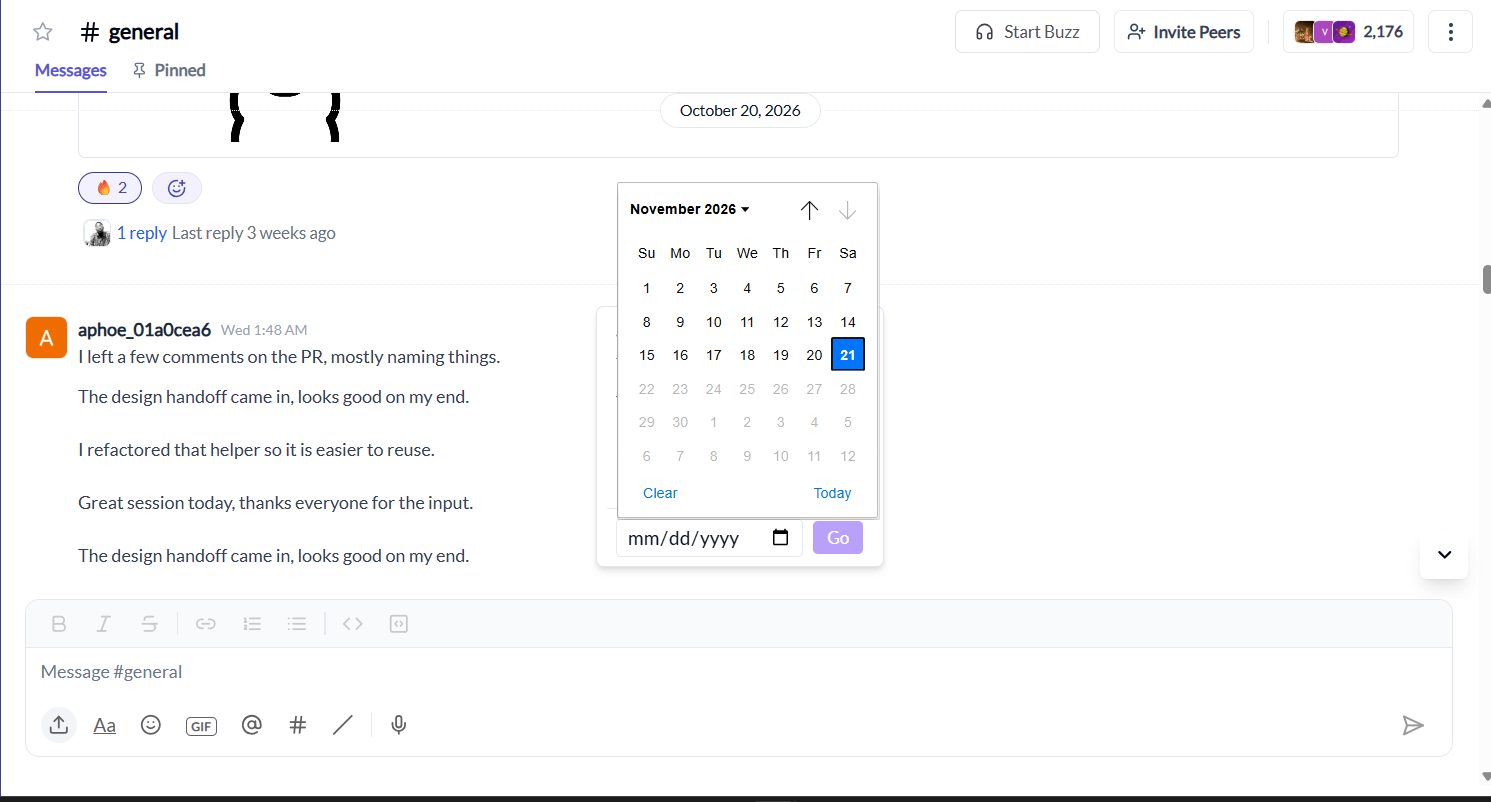 # general
Start Buzz
Invite Peers
V
2,176
Messages
Pinned
October 20, 2026
🔥 2
1 reply Last reply 3 weeks ago
November 2026
Su Mo Tu We Th Fr Sa
1 2 3 4 5 6 7
8 9 10 11 12 13 14
15 16 17 18 19 20 21
22 23 24 25 26 27 28
29 30 1 2 3 4 5
6 7 8 9 10 11 12
Clear Today
mm/dd/yyyy
Go
A
aphoe_01a0cea6 Wed 1:48 AM
I left a few comments on the PR, mostly naming things.
The design handoff came in, looks good on my end.
I refactored that helper so it is easier to reuse.
Great session today, thanks everyone for the input.
The design handoff came in, looks good on my end.
Message #general
Aa
GIF
@
#